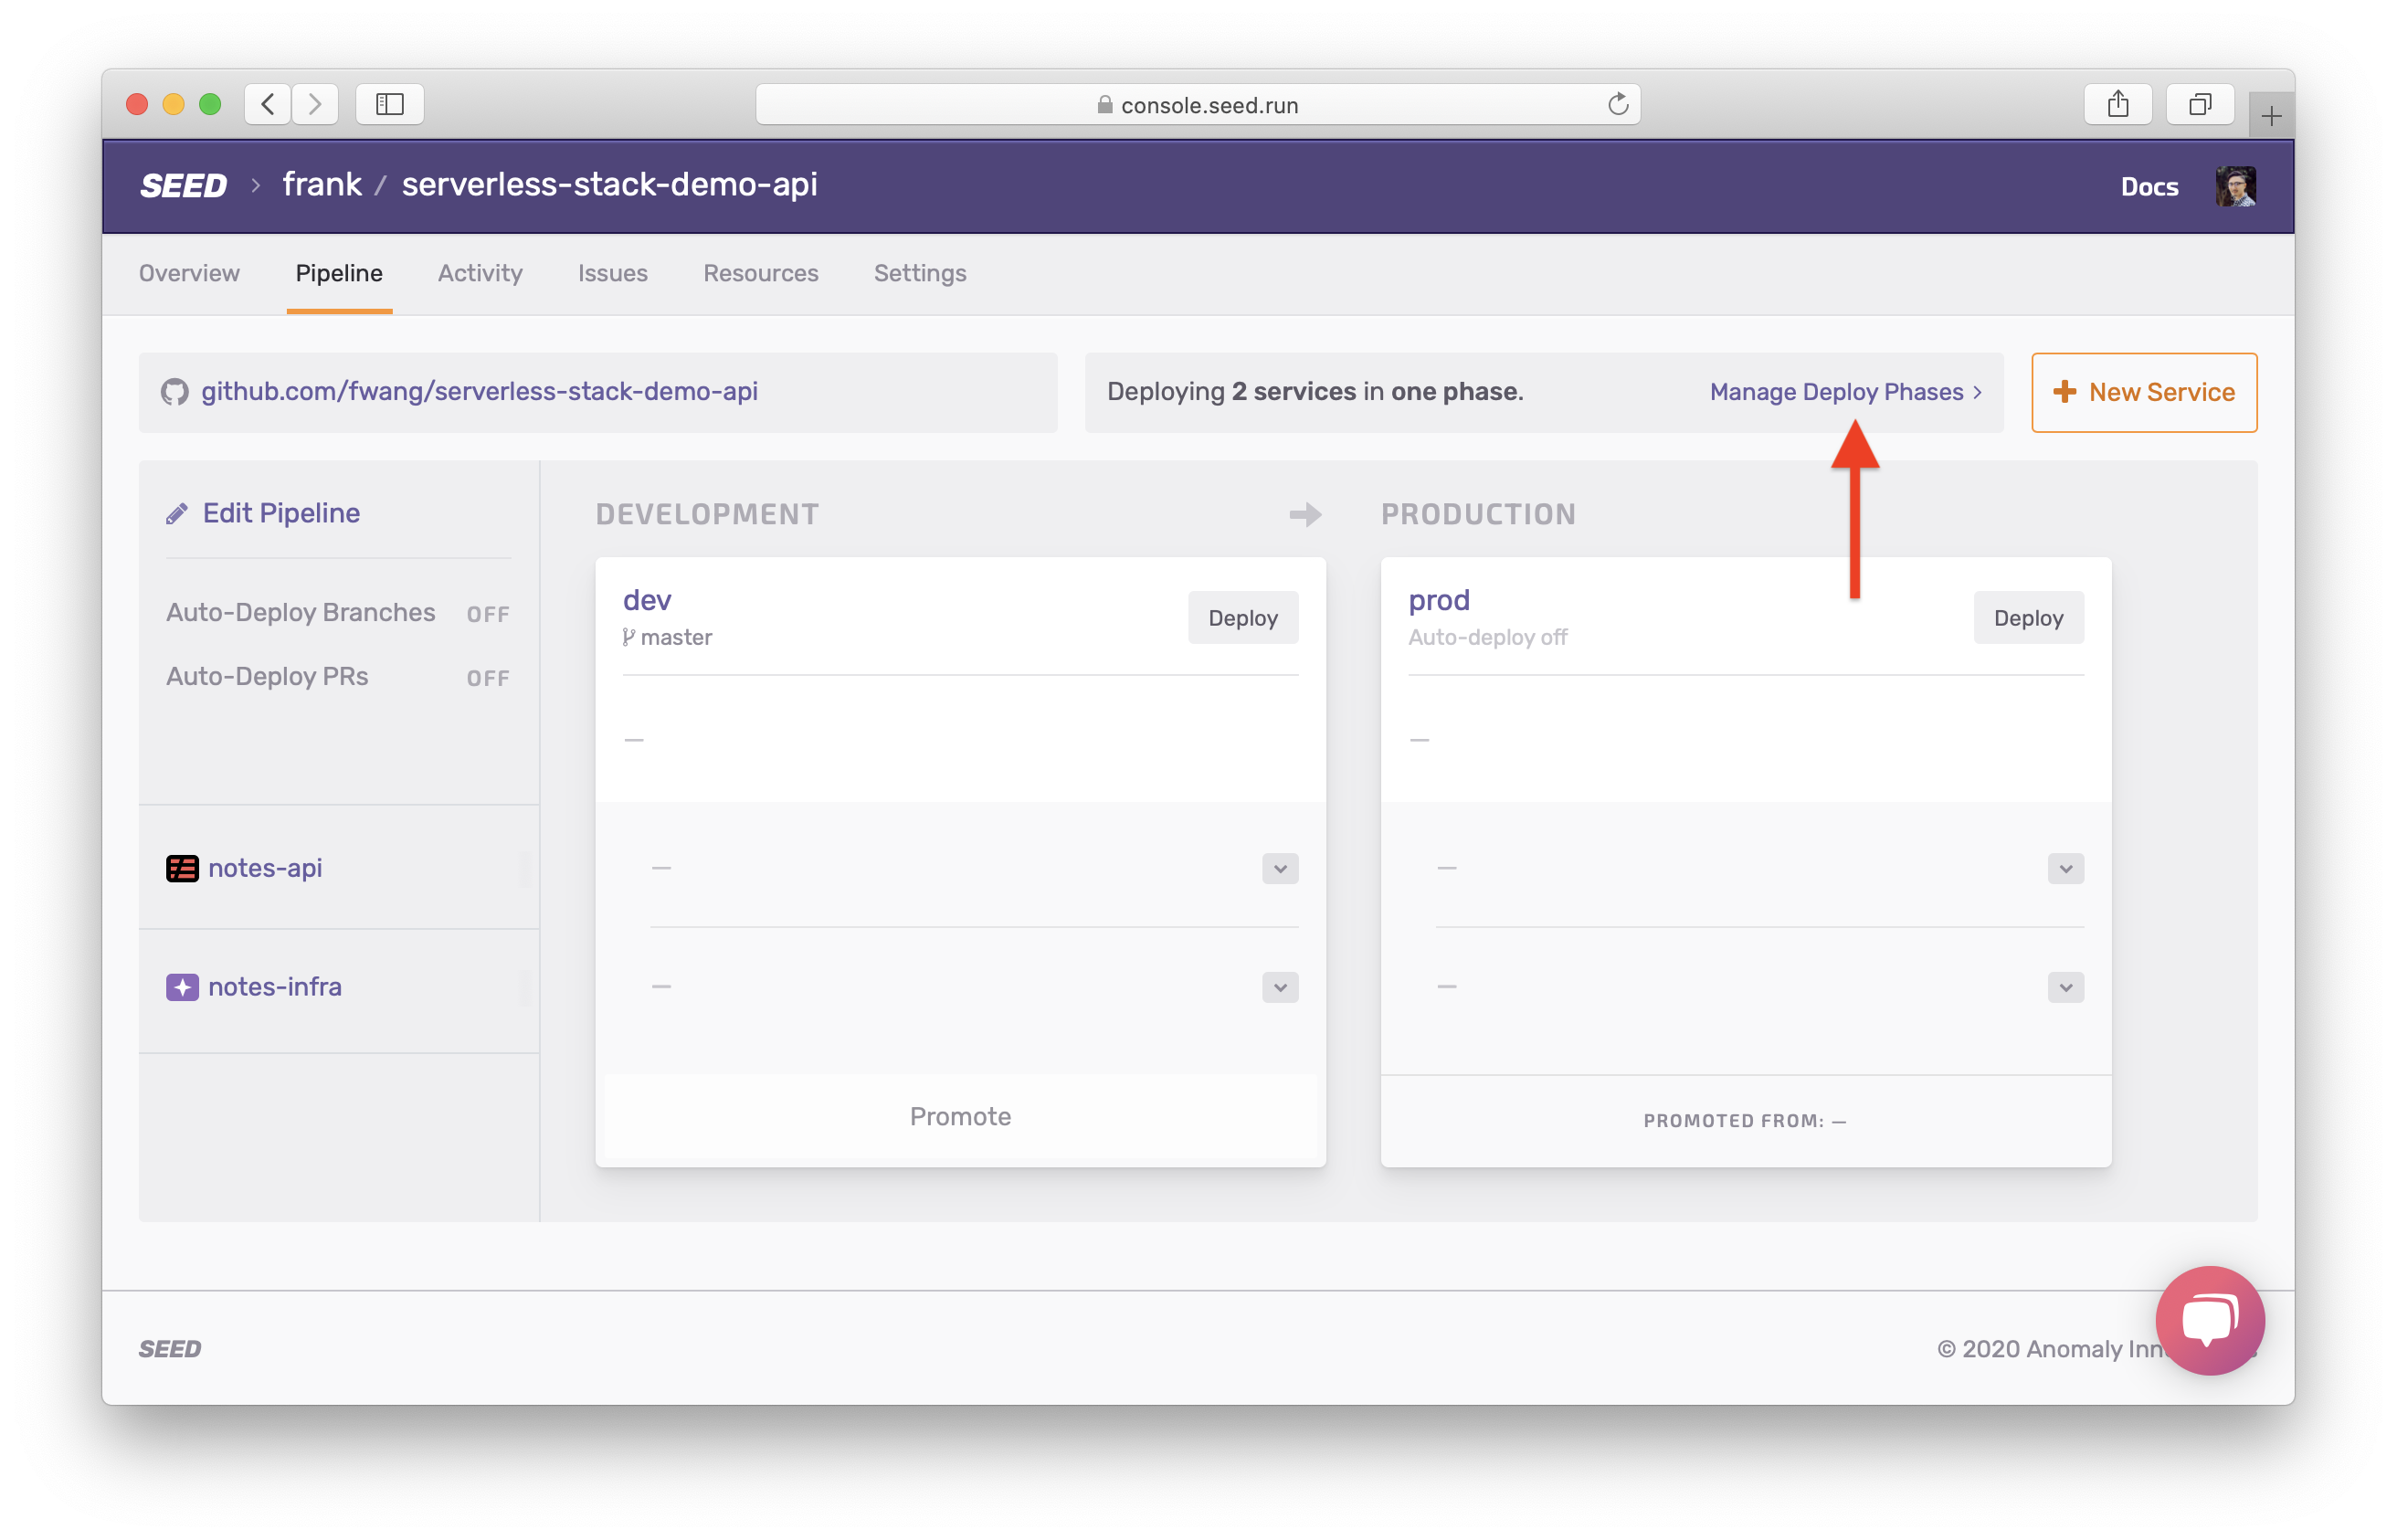 console.seed.run
SEED › frank / serverless-stack-demo-api
Docs
Overview Pipeline Activity Issues Resources Settings
github.com/fwang/serverless-stack-demo-api
Deploying 2 services in one phase. Manage Deploy Phases ›
New Service
Edit Pipeline
Auto-Deploy Branches OFF
Auto-Deploy PRs OFF
notes-api
notes-infra
DEVELOPMENT
dev
master
Deploy
—
—
—
Promote
PRODUCTION
prod
Auto-deploy off
Deploy
—
—
—
PROMOTED FROM: —
SEED
© 2020 Anomaly